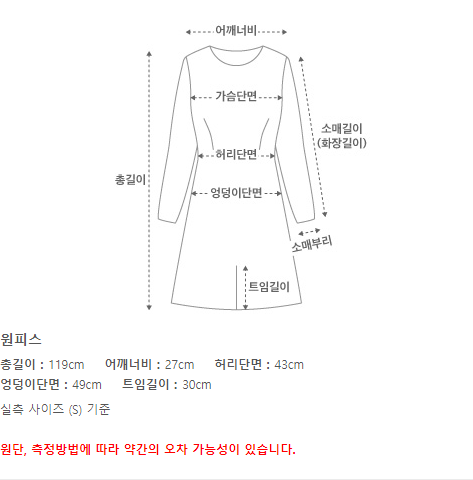 어깨너비
가슴단면
소매길이
(화장길이)
허리단면
총길이
엉덩이단면
소매부리
트임길이
원피스
총길이 : 119cm 어깨너비 : 27cm 허리단면 : 43cm
엉덩이단면 : 49cm 트임길이 : 30cm
실측 사이즈 (S) 기준
원단, 측정방법에 따라 약간의 오차 가능성이 있습니다.